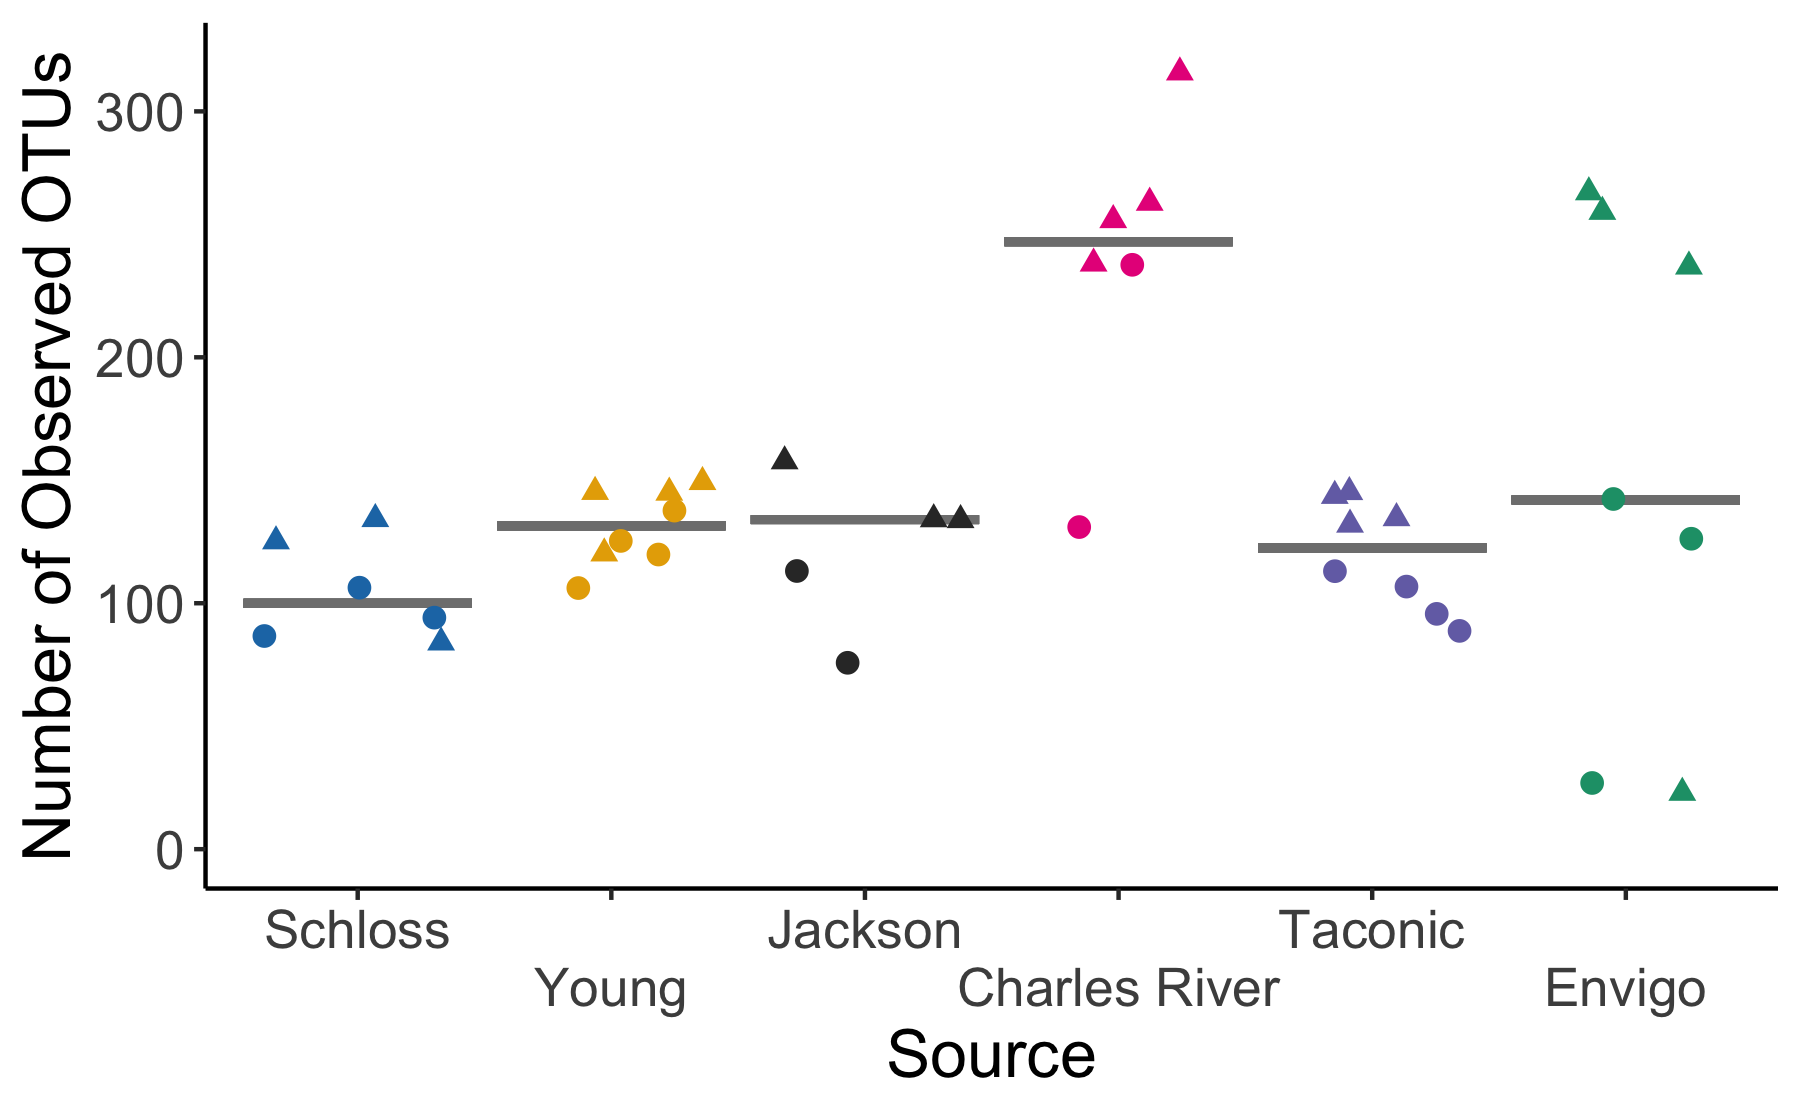 Number of Observed OTUs
300
200
100
0
Schloss
Jackson
Taconic
Young
Charles River
Envigo
Source